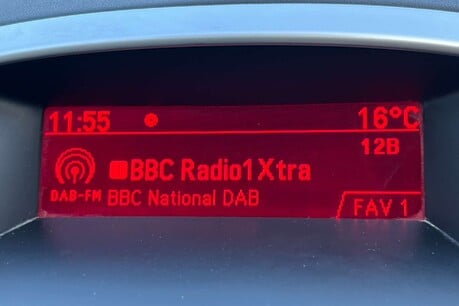 11:55 16°C
12B
BBC Radio1Xtra
DAB-FM BBC National DAB
FAV 1